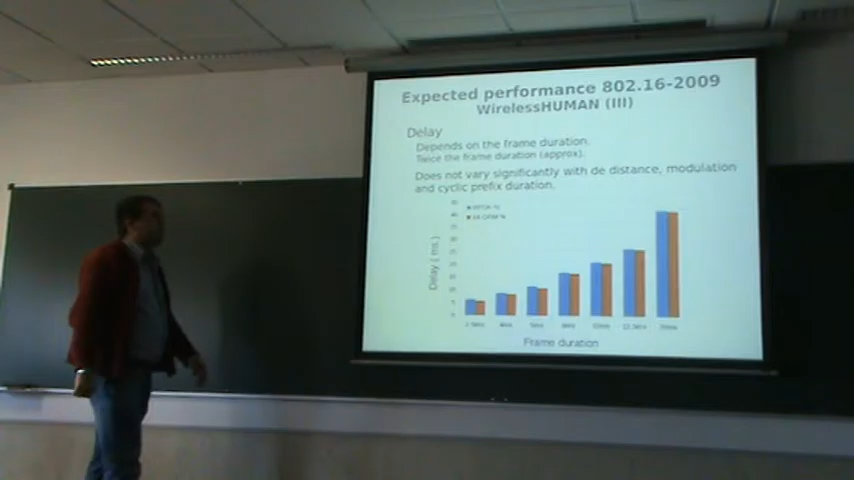 Expected performance 802.16-2009
WirelessHUMAN (III)
Delay
Depends on the frame duration.
Twice the frame duration (approx).
Does not vary significantly with de distance, modulation
and cyclic prefix duration.
Delay ( ms.)
Frame duration